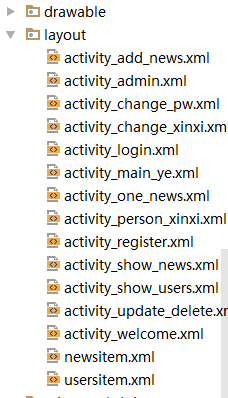 drawable
layout
activity_add_news.xml
activity_admin.xml
activity_change_pw.xml
activity_change_xinxi.xm
activity_login.xml
activity_main_ye.xml
activity_one_news.xml
activity_person_xinxi.xml
activity_register.xml
activity_show_news.xml
activity_show_users.xml
activity_update_delete.xr
activity_welcome.xml
newsitem.xml
usersitem.xml